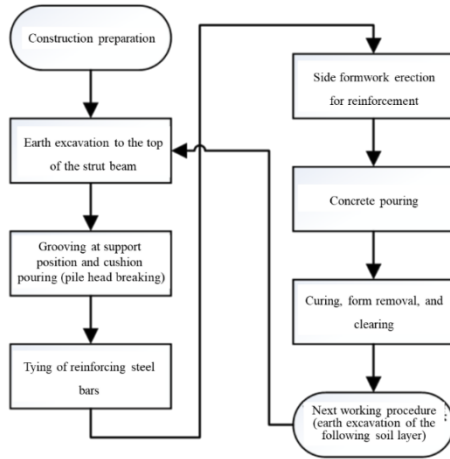 Construction preparation
Earth excavation to the top
of the strut beam
Grooving at support
position and cushion
pouring (pile head breaking)
Tying of reinforcing steel
bars
Side formwork erection
for reinforcement
Concrete pouring
Curing, form removal, and
clearing
Next working procedure
(earth excavation of the
following soil layer)